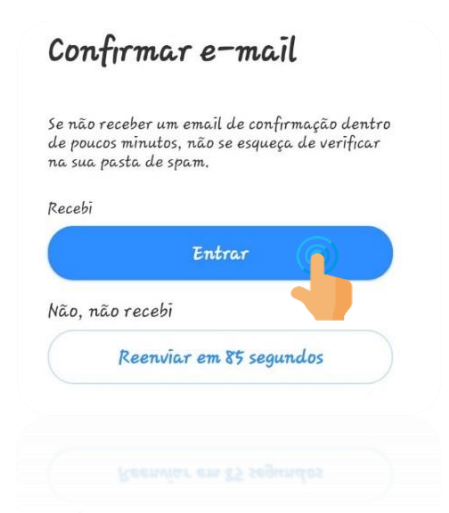 Confirmar e-mail
Se não receber um email de confirmação dentro
de poucos minutos, não se esqueça de verificar
na sua pasta de spam.
Recebi
Entrar
Não, não recebi
Reenviar em 85 segundos